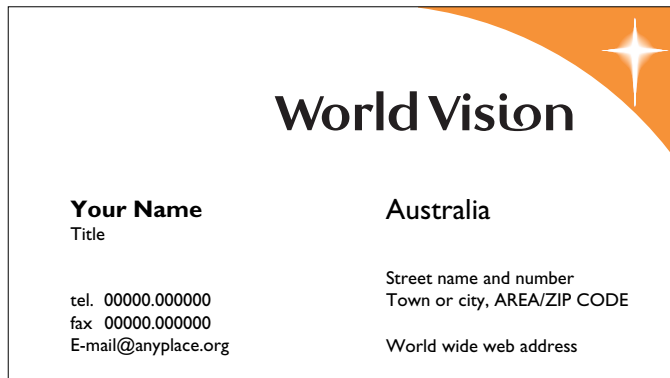 World Vision
Your Name
Title
Australia
tel. 00000.000000
fax 00000.000000
E-mail@anyplace.org
Street name and number
Town or city, AREA/ZIP CODE
World wide web address